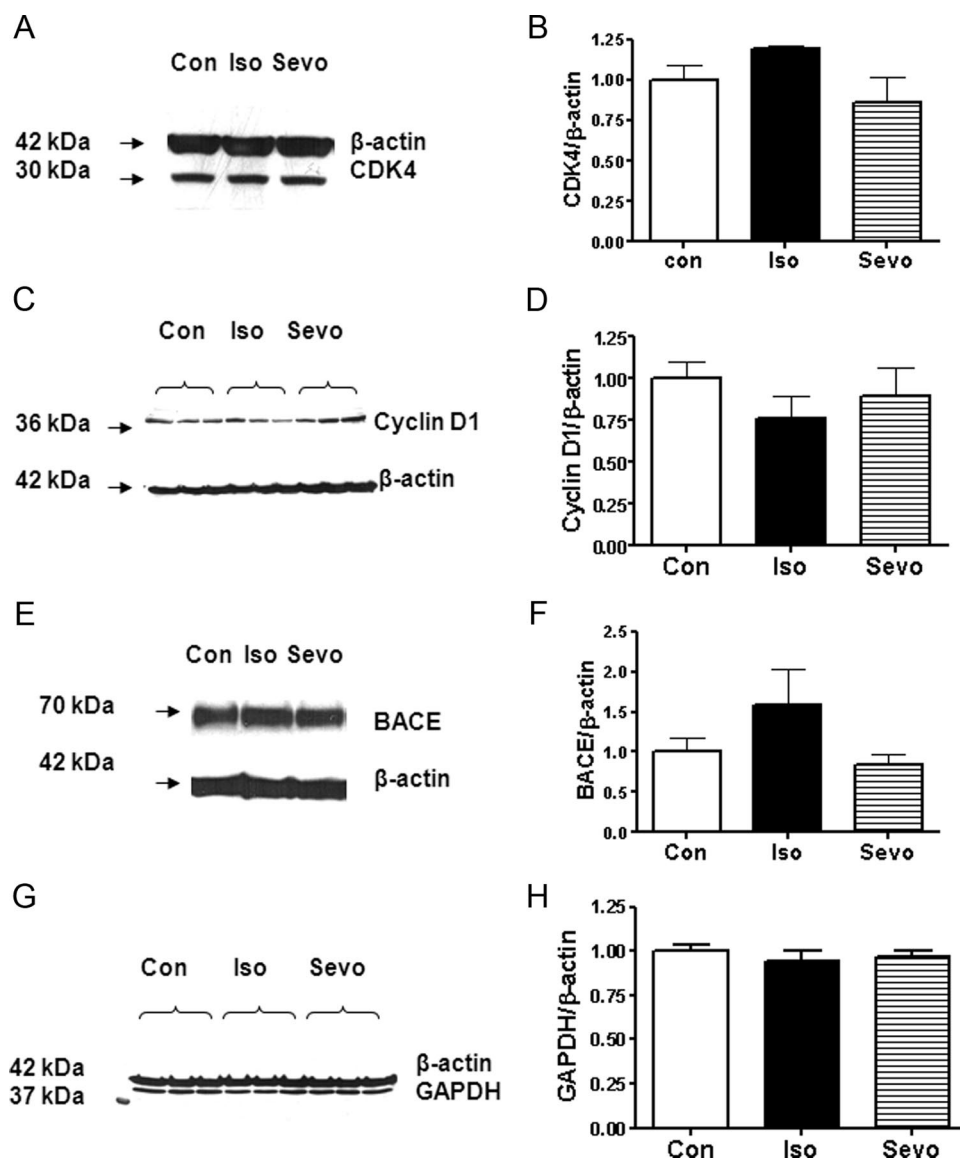 A
Con Iso Sevo
42 kDa
β-actin
30 kDa
CDK4
B
CDK4/β-actin
1.25
1.00
0.75
0.50
0.25
0.00
con Iso Sevo
C
Con Iso Sevo
36 kDa
Cyclin D1
42 kDa
β-actin
D
Cyclin D1/β-actin
1.25
1.00
0.75
0.50
0.25
0.00
Con Iso Sevo
E
Con Iso Sevo
70 kDa
BACE
42 kDa
β-actin
F
BACE/β-actin
2.5
2.0
1.5
1.0
0.5
0.0
Con Iso Sevo
G
Con Iso Sevo
42 kDa
β-actin
37 kDa
GAPDH
H
GAPDH/β-actin
1.25
1.00
0.75
0.50
0.25
0.00
Con Iso Sevo